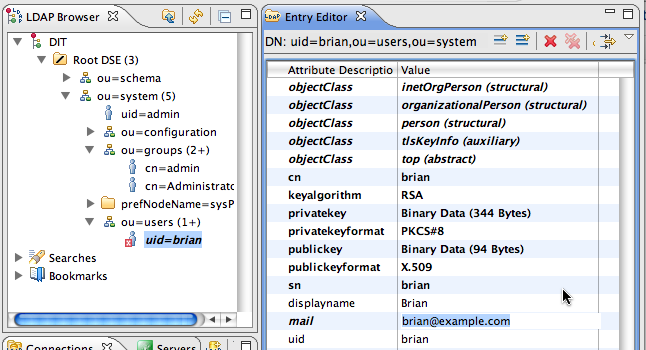 LDAP Browser
DIT
Root DSE (3)
ou=schema
ou=system (5)
uid=admin
ou=configuration
ou=groups (2+)
cn=admin
cn=Administrato
prefNodeName=sysP
ou=users (1+)
uid=brian
Searches
Bookmarks
Connections
Servers
LDAP
Entry Editor
DN: uid=brian,ou=users,ou=system
Attribute Descriptio Value
objectClass inetOrgPerson (structural)
objectClass organizationalPerson (structural)
objectClass person (structural)
objectClass tlsKeyInfo (auxiliary)
objectClass top (abstract)
cn brian
keyalgorithm RSA
privatekey Binary Data (344 Bytes)
privatekeyformat PKCS#8
publickey Binary Data (94 Bytes)
publickeyformat X.509
sn brian
displayname Brian
mail brian@example.com
uid brian